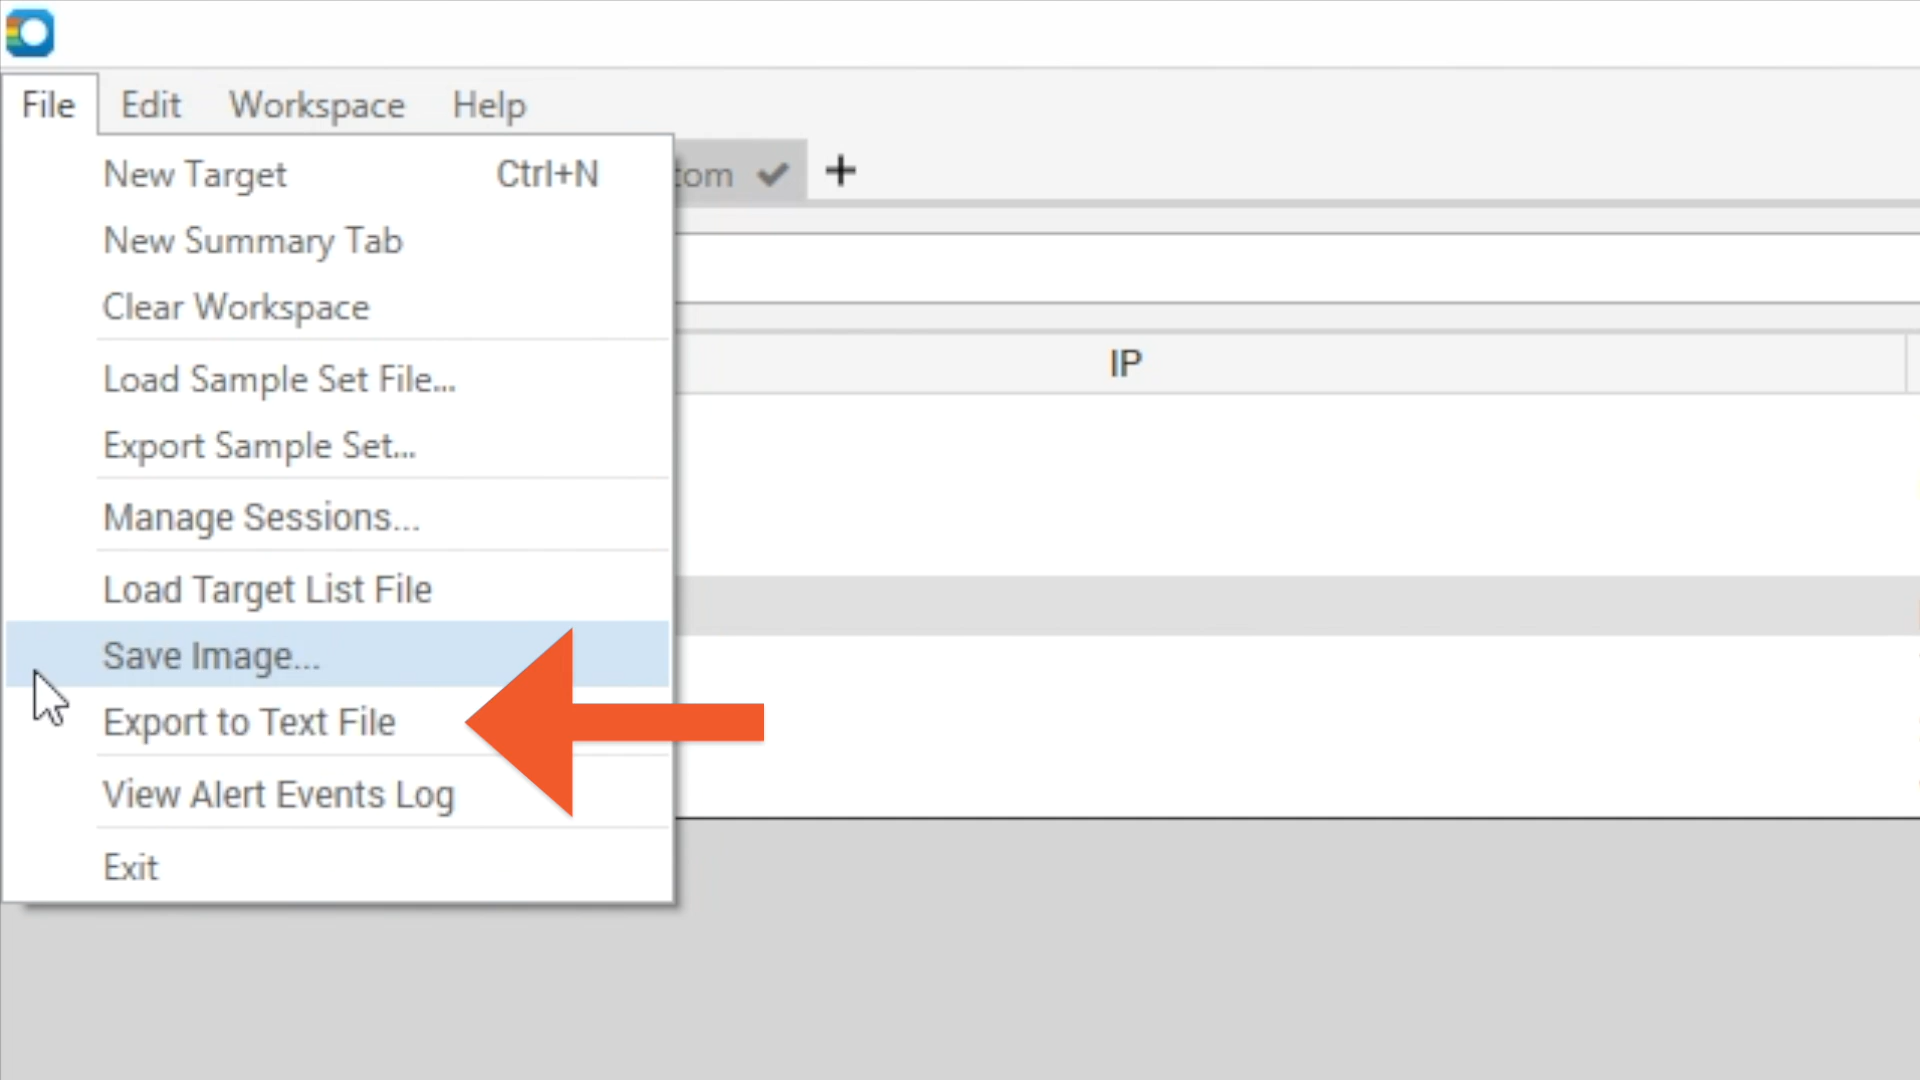 File Edit Workspace Help
New Target Ctrl+N
New Summary Tab
Clear Workspace
Load Sample Set File...
Export Sample Set...
Manage Sessions...
Load Target List File
Save Image...
Export to Text File
View Alert Events Log
Exit
IP